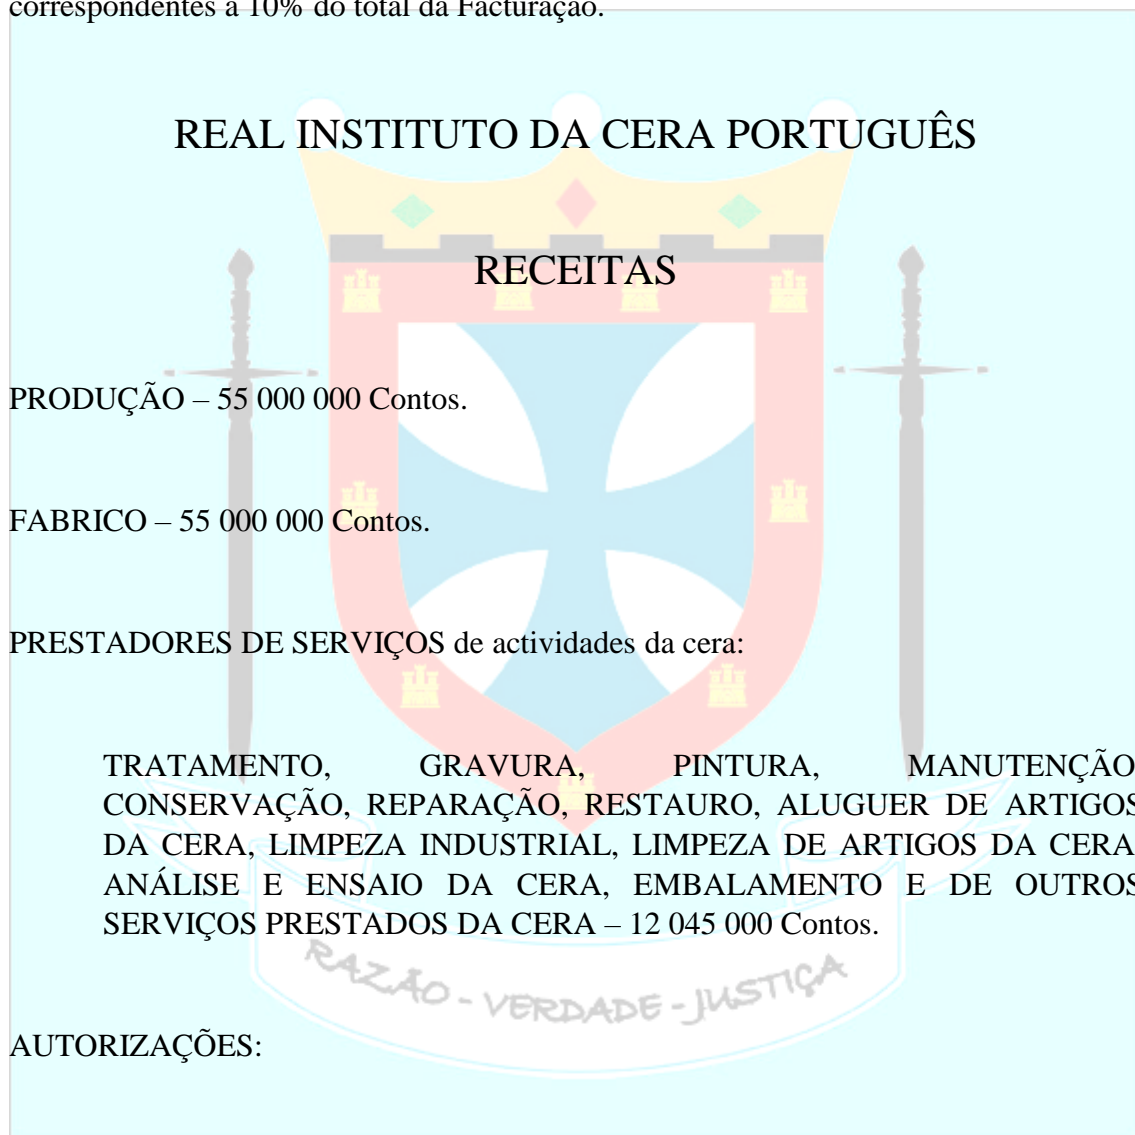 correspondentes a 10% do total da Facturação.
REAL INSTITUTO DA CERA PORTUGUÊS
RECEITAS
PRODUÇÃO – 55 000 000 Contos.
FABRICO – 55 000 000 Contos.
PRESTADORES DE SERVIÇOS de actividades da cera:
TRATAMENTO, GRAVURA, PINTURA, MANUTENÇÃO
CONSERVAÇÃO, REPARAÇÃO, RESTAURO, ALUGUER DE ARTIGOS
DA CERA, LIMPEZA INDUSTRIAL, LIMPEZA DE ARTIGOS DA CERA
ANÁLISE E ENSAIO DA CERA, EMBALAMENTO E DE OUTROS
SERVIÇOS PRESTADOS DA CERA – 12 045 000 Contos.
RAZÃO - VERDADE - JUSTIÇA
AUTORIZAÇÕES: